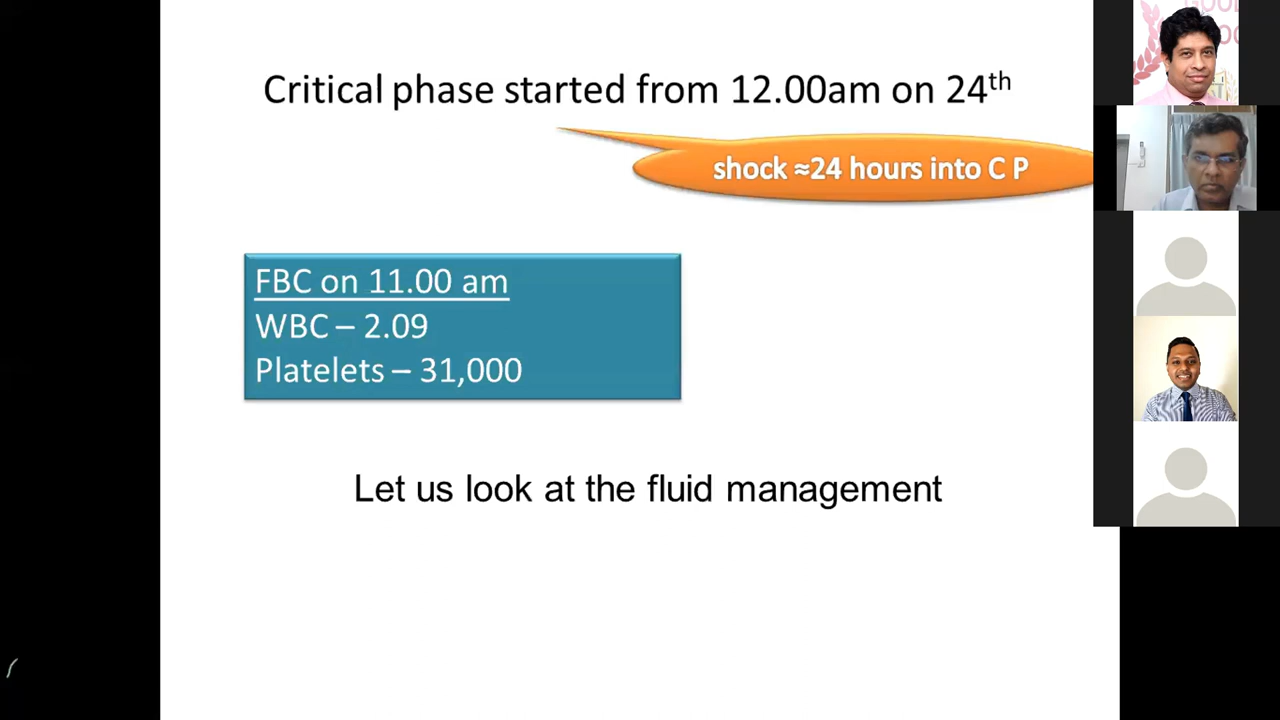 Critical phase started from 12.00am on 24th
shock ≈24 hours into C P
FBC on 11.00 am
WBC – 2.09
Platelets – 31,000
Let us look at the fluid management